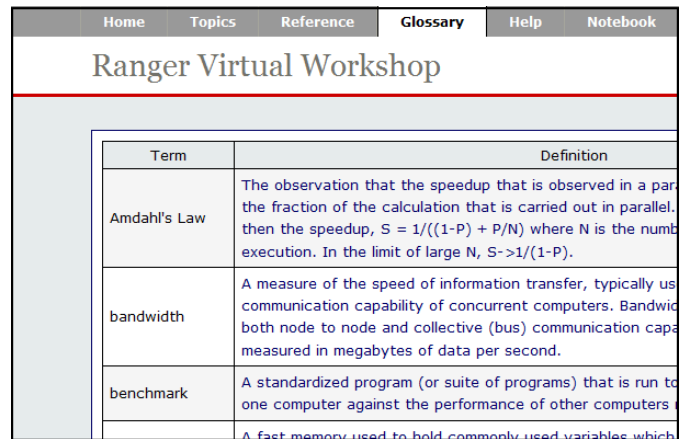 Home Topics Reference Glossary Help Notebook
Ranger Virtual Workshop
Term Definition
Amdahl's Law
The observation that the speedup that is observed in a
the fraction of the calculation that is carried out in parallel.
then the speedup, S = 1/((1-P) + P/N) where N is the
execution. In the limit of large N, S->1/(1-P).
bandwidth
A measure of the speed of information transfer, typically
communication capability of concurrent computers.
both node to node and collective (bus) communication
measured in megabytes of data per second.
benchmark
A standardized program (or suite of programs) that is run to
one computer against the performance of other computers
A fast memory used to hold commonly used variables which